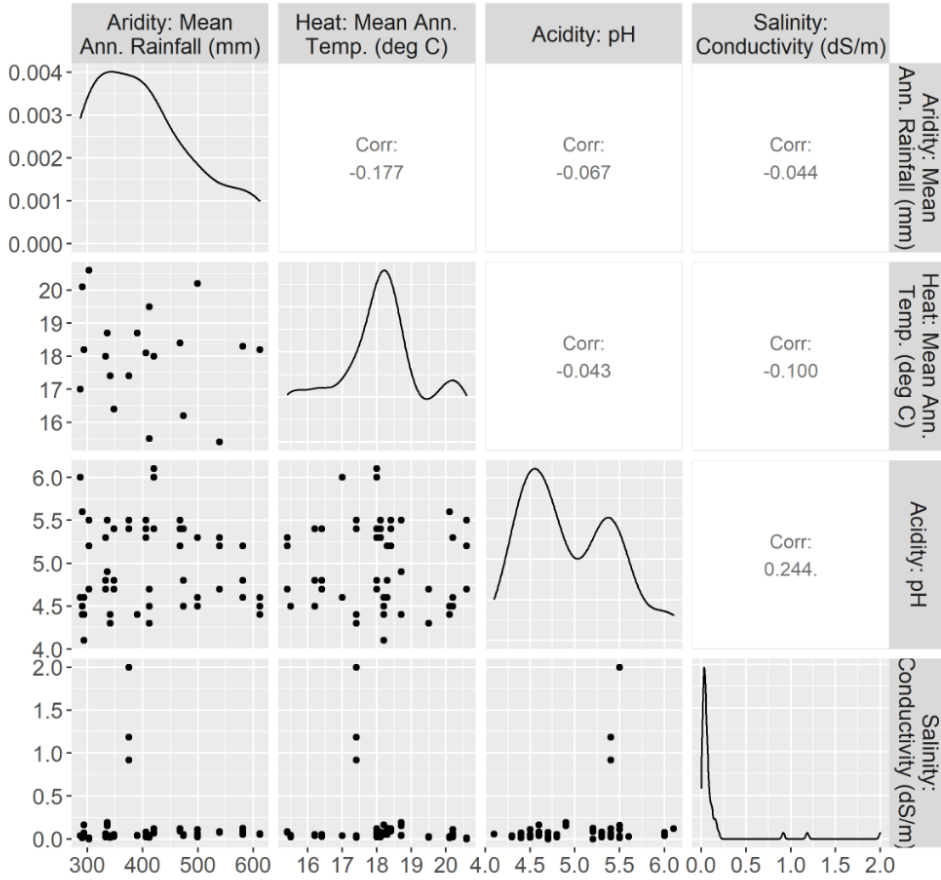 Aridity: Mean
Ann. Rainfall (mm)
Heat: Mean Ann.
Temp. (deg C)
Acidity: pH
Salinity:
Conductivity (dS/m)
0.004
0.003
0.002
0.001
0.000
Corr:
-0.177
Corr:
-0.067
Corr:
-0.044
Aridity: Mean
Ann. Rainfall (mm)
20
19
18
17
16
Corr:
-0.043
Corr:
-0.100
Heat: Mean Ann.
Temp. (deg C)
6.0
5.5
5.0
4.5
4.0
Corr:
0.244.
Acidity: pH
2.0
1.5
1.0
0.5
0.0
Salinity:
Conductivity (dS/m)
300 400 500 600
16 17 18 19 20
4.0 4.5 5.0 5.5 6.0
0.0 0.5 1.0 1.5 2.0